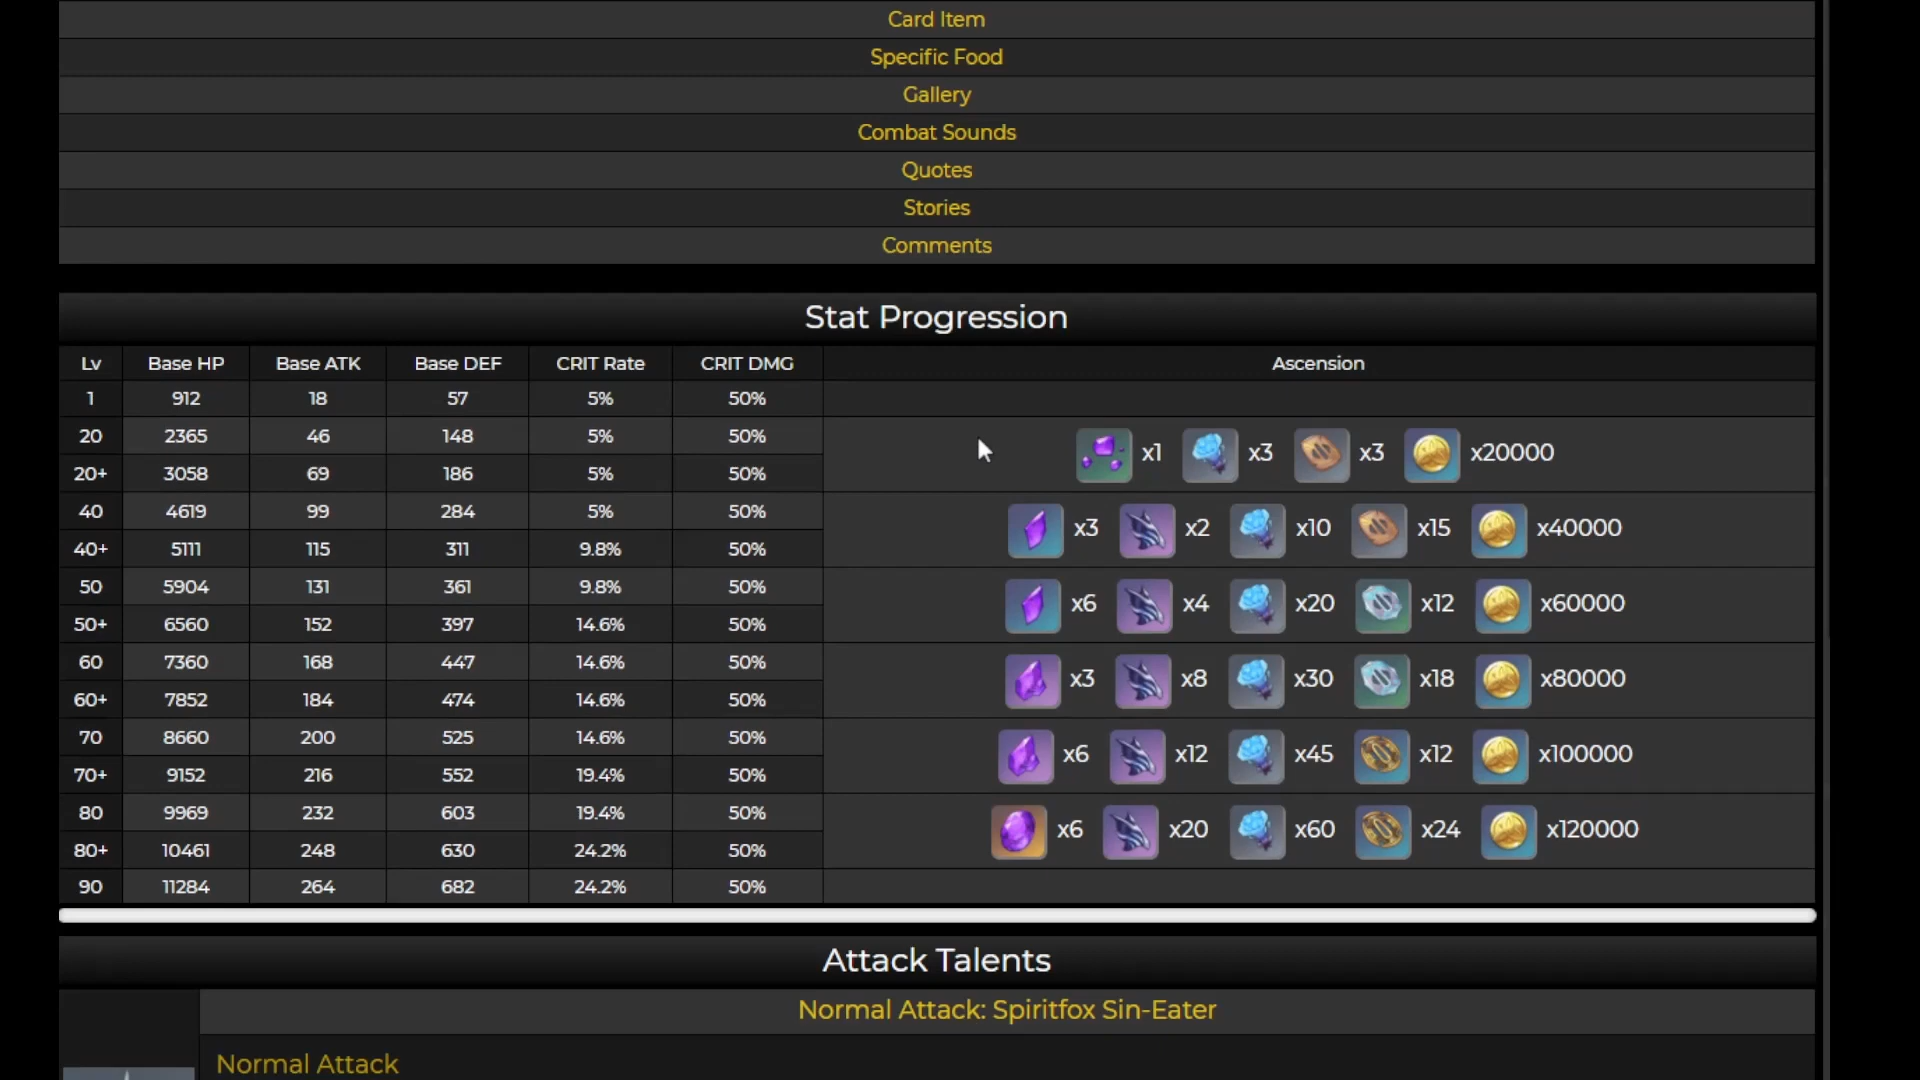 Card Item
Specific Food
Gallery
Combat Sounds
Quotes
Stories
Comments
Stat Progression
Lv Base HP Base ATK Base DEF CRIT Rate CRIT DMG Ascension
1 912 18 57 5% 50%
20 2365 46 148 5% 50%
x1 x3 x3 x20000
20+ 3058 69 186 5% 50%
40 4619 99 284 5% 50%
x3 x2 x10 x15 x40000
40+ 5111 115 311 9.8% 50%
50 5904 131 361 9.8% 50%
x6 x4 x20 x12 x60000
50+ 6560 152 397 14.6% 50%
60 7360 168 447 14.6% 50%
x3 x8 x30 x18 x80000
60+ 7852 184 474 14.6% 50%
70 8660 200 525 14.6% 50%
x6 x12 x45 x12 x100000
70+ 9152 216 552 19.4% 50%
80 9969 232 603 19.4% 50%
x6 x20 x60 x24 x120000
80+ 10461 248 630 24.2% 50%
90 11284 264 682 24.2% 50%
Attack Talents
Normal Attack: Spiritfox Sin-Eater
Normal Attack